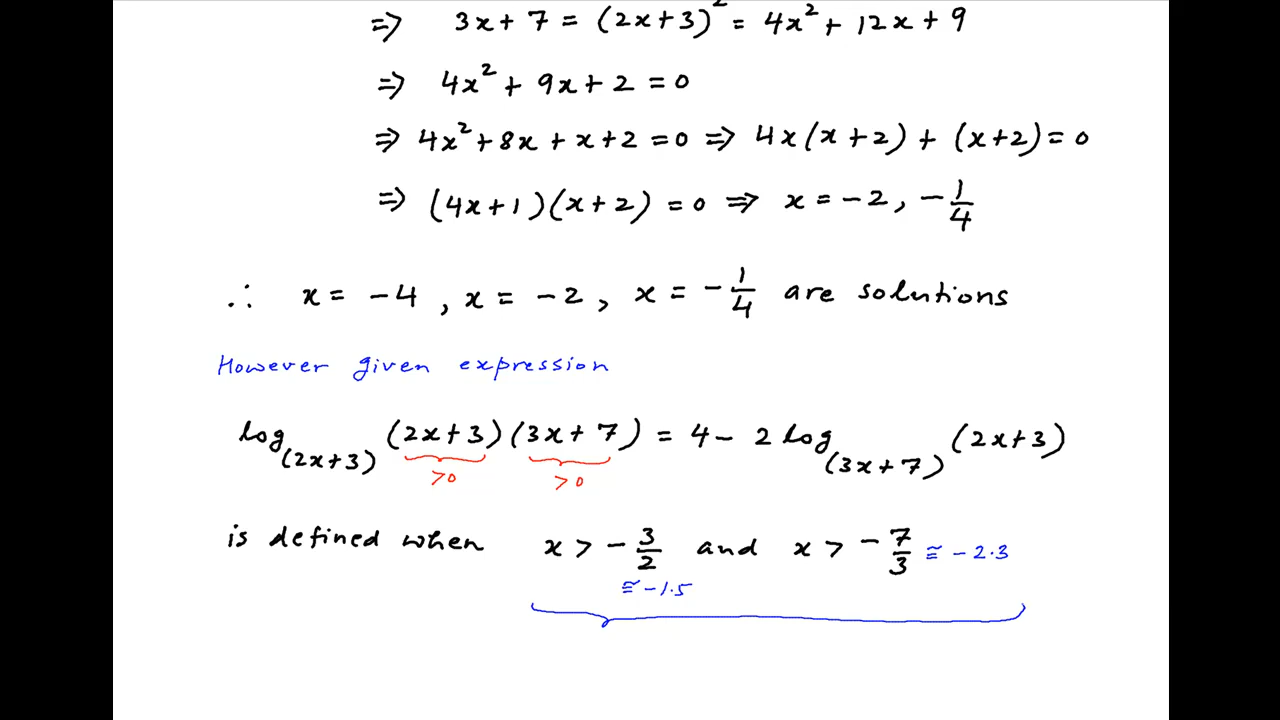 ⇒ 3x + 7 = (2x+3)² = 4x² + 12x + 9
⇒ 4x² + 9x + 2 = 0
⇒ 4x² + 8x + x + 2 = 0 ⇒ 4x(x+2) + (x+2) = 0
⇒ (4x+1)(x+2) = 0 ⇒ x = -2, -1/4
∴ x = -4, x = -2, x = -1/4 are solutions
However given expression
log_(2x+3) (2x+3)(3x+7) = 4 - 2 log_(3x+7) (2x+3)
>0 >0
is defined when x > -3/2 and x > -7/3 ≅ -2.3
≅ -1.5